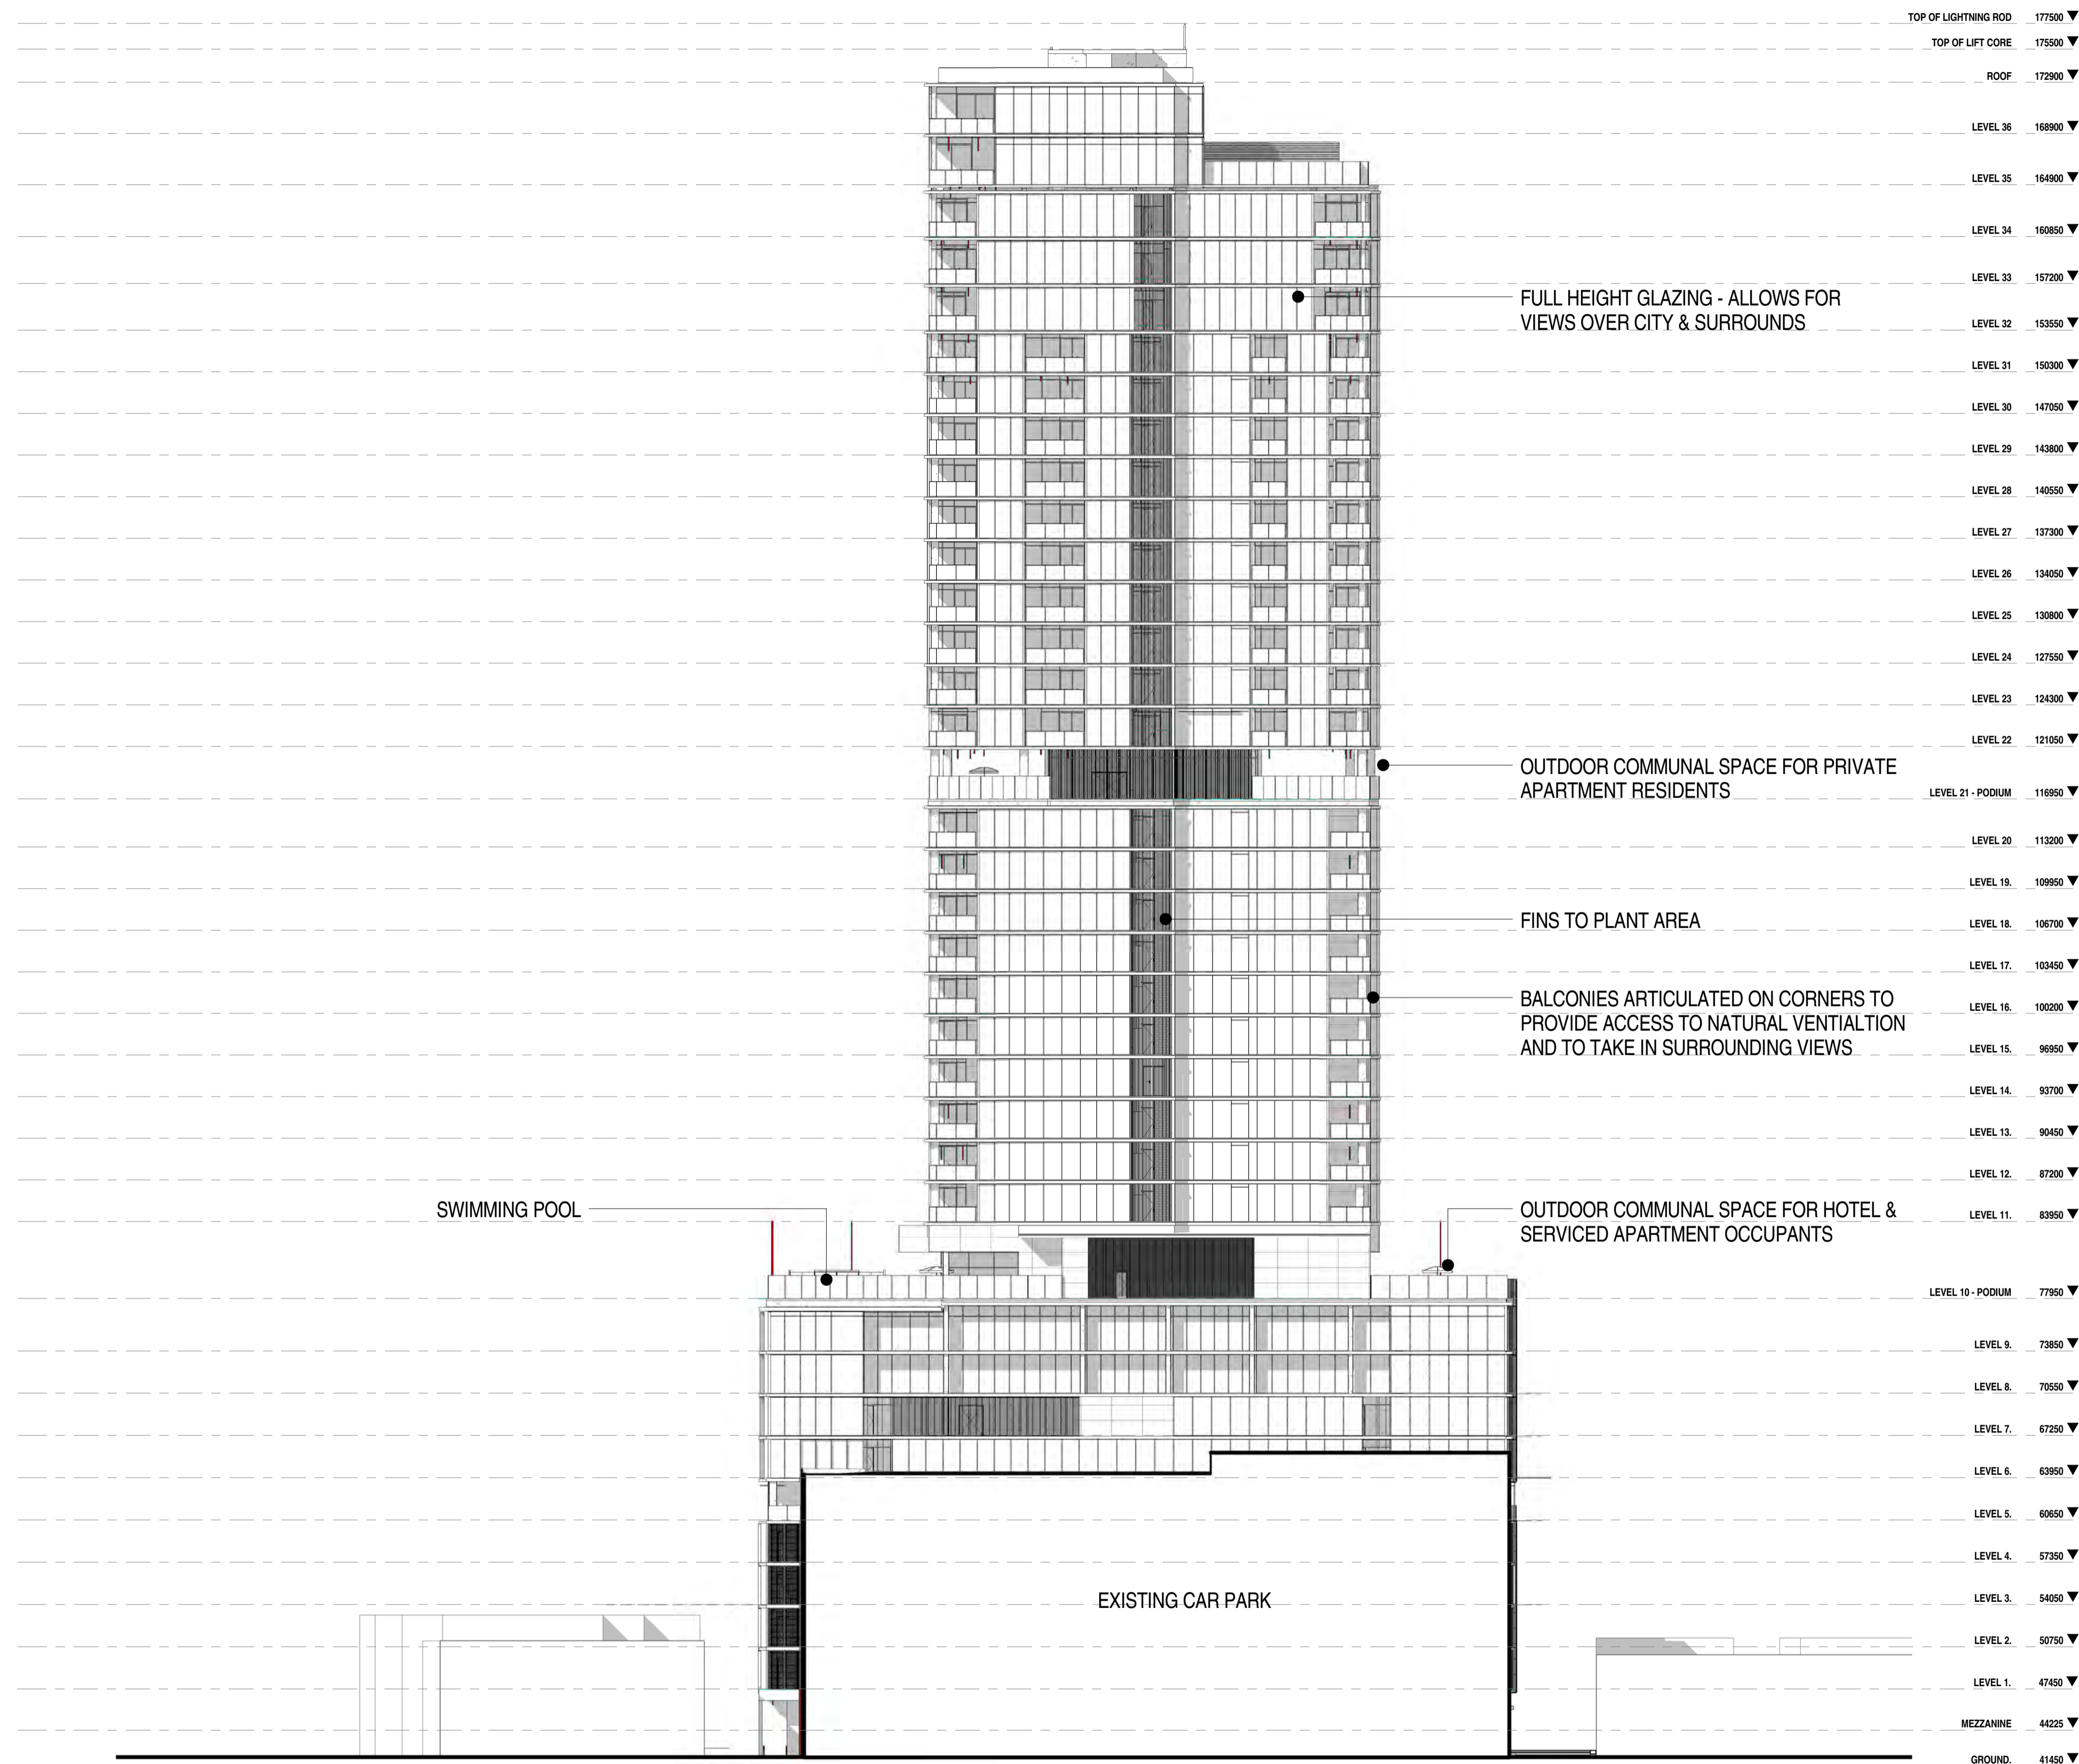 TOP OF LIGHTNING ROD 177500
TOP OF LIFT CORE 175500
ROOF 172900
LEVEL 36 168900
LEVEL 35 164900
LEVEL 34 160850
LEVEL 33 157200
FULL HEIGHT GLAZING - ALLOWS FOR
VIEWS OVER CITY & SURROUNDS
LEVEL 32 153550
LEVEL 31 150300
LEVEL 30 147050
LEVEL 29 143800
LEVEL 28 140550
LEVEL 27 137300
LEVEL 26 134050
LEVEL 25 130800
LEVEL 24 127550
LEVEL 23 124300
LEVEL 22 121050
OUTDOOR COMMUNAL SPACE FOR PRIVATE
APARTMENT RESIDENTS
LEVEL 21 - PODIUM 116950
LEVEL 20 113200
LEVEL 19. 109950
FINS TO PLANT AREA
LEVEL 18. 106700
LEVEL 17. 103450
BALCONIES ARTICULATED ON CORNERS TO
PROVIDE ACCESS TO NATURAL VENTIALTION
AND TO TAKE IN SURROUNDING VIEWS
LEVEL 16. 100200
LEVEL 15. 96950
LEVEL 14. 93700
LEVEL 13. 90450
LEVEL 12. 87200
SWIMMING POOL
OUTDOOR COMMUNAL SPACE FOR HOTEL &
SERVICED APARTMENT OCCUPANTS
LEVEL 11. 83950
LEVEL 10 - PODIUM 77950
LEVEL 9. 73850
LEVEL 8. 70550
LEVEL 7. 67250
LEVEL 6. 63950
LEVEL 5. 60650
LEVEL 4. 57350
EXISTING CAR PARK
LEVEL 3. 54050
LEVEL 2. 50750
LEVEL 1. 47450
MEZZANINE 44225
GROUND. 41450